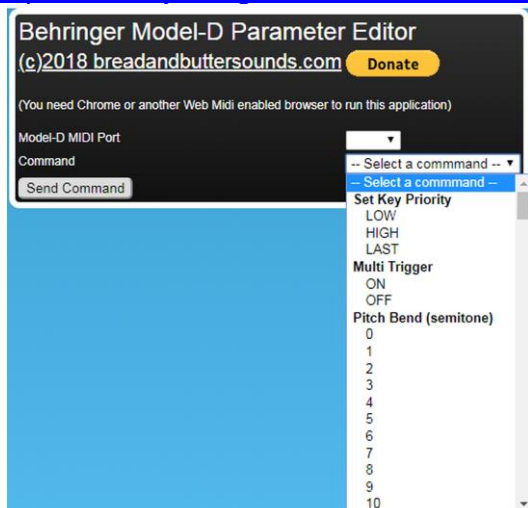 Behringer Model-D Parameter Editor
(c)2018 breadandbuttersounds.com Donate
(You need Chrome or another Web Midi enabled browser to run this application)
Model-D MIDI Port
Command -- Select a commmand --
Send Command
-- Select a commmand --
Set Key Priority
LOW
HIGH
LAST
Multi Trigger
ON
OFF
Pitch Bend (semitone)
0
1
2
3
4
5
6
7
8
9
10